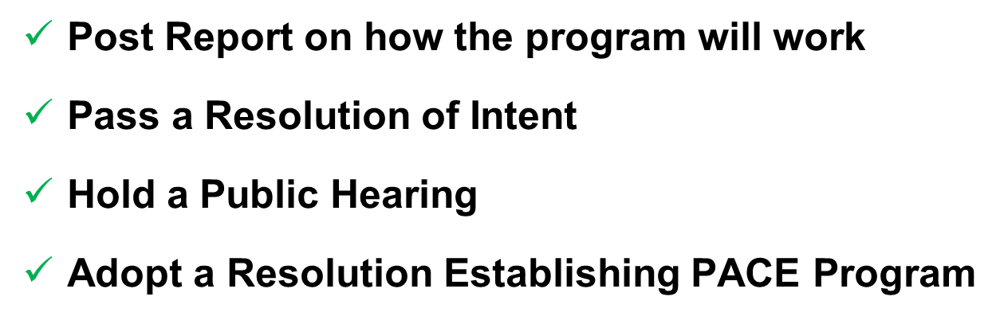 ✓ Post Report on how the program will work
✓ Pass a Resolution of Intent
✓ Hold a Public Hearing
✓ Adopt a Resolution Establishing PACE Program